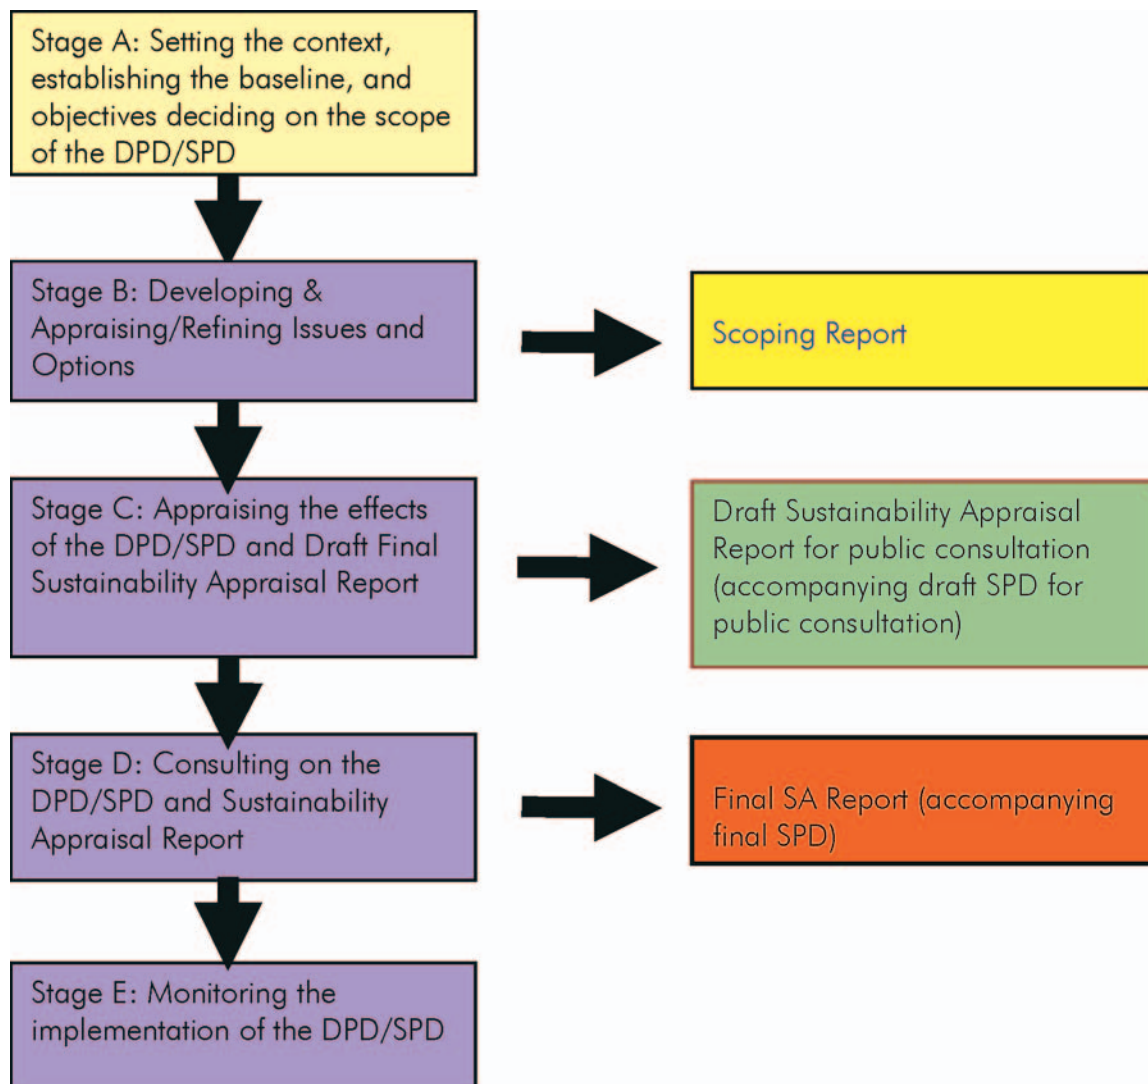 Stage A: Setting the context,
establishing the baseline, and
objectives deciding on the scope
of the DPD/SPD
Stage B: Developing &
Appraising/Refining Issues and
Options
Scoping Report
Stage C: Appraising the effects
of the DPD/SPD and Draft Final
Sustainability Appraisal Report
Draft Sustainability Appraisal
Report for public consultation
(accompanying draft SPD for
public consultation)
Stage D: Consulting on the
DPD/SPD and Sustainability
Appraisal Report
Final SA Report (accompanying
final SPD)
Stage E: Monitoring the
implementation of the DPD/SPD